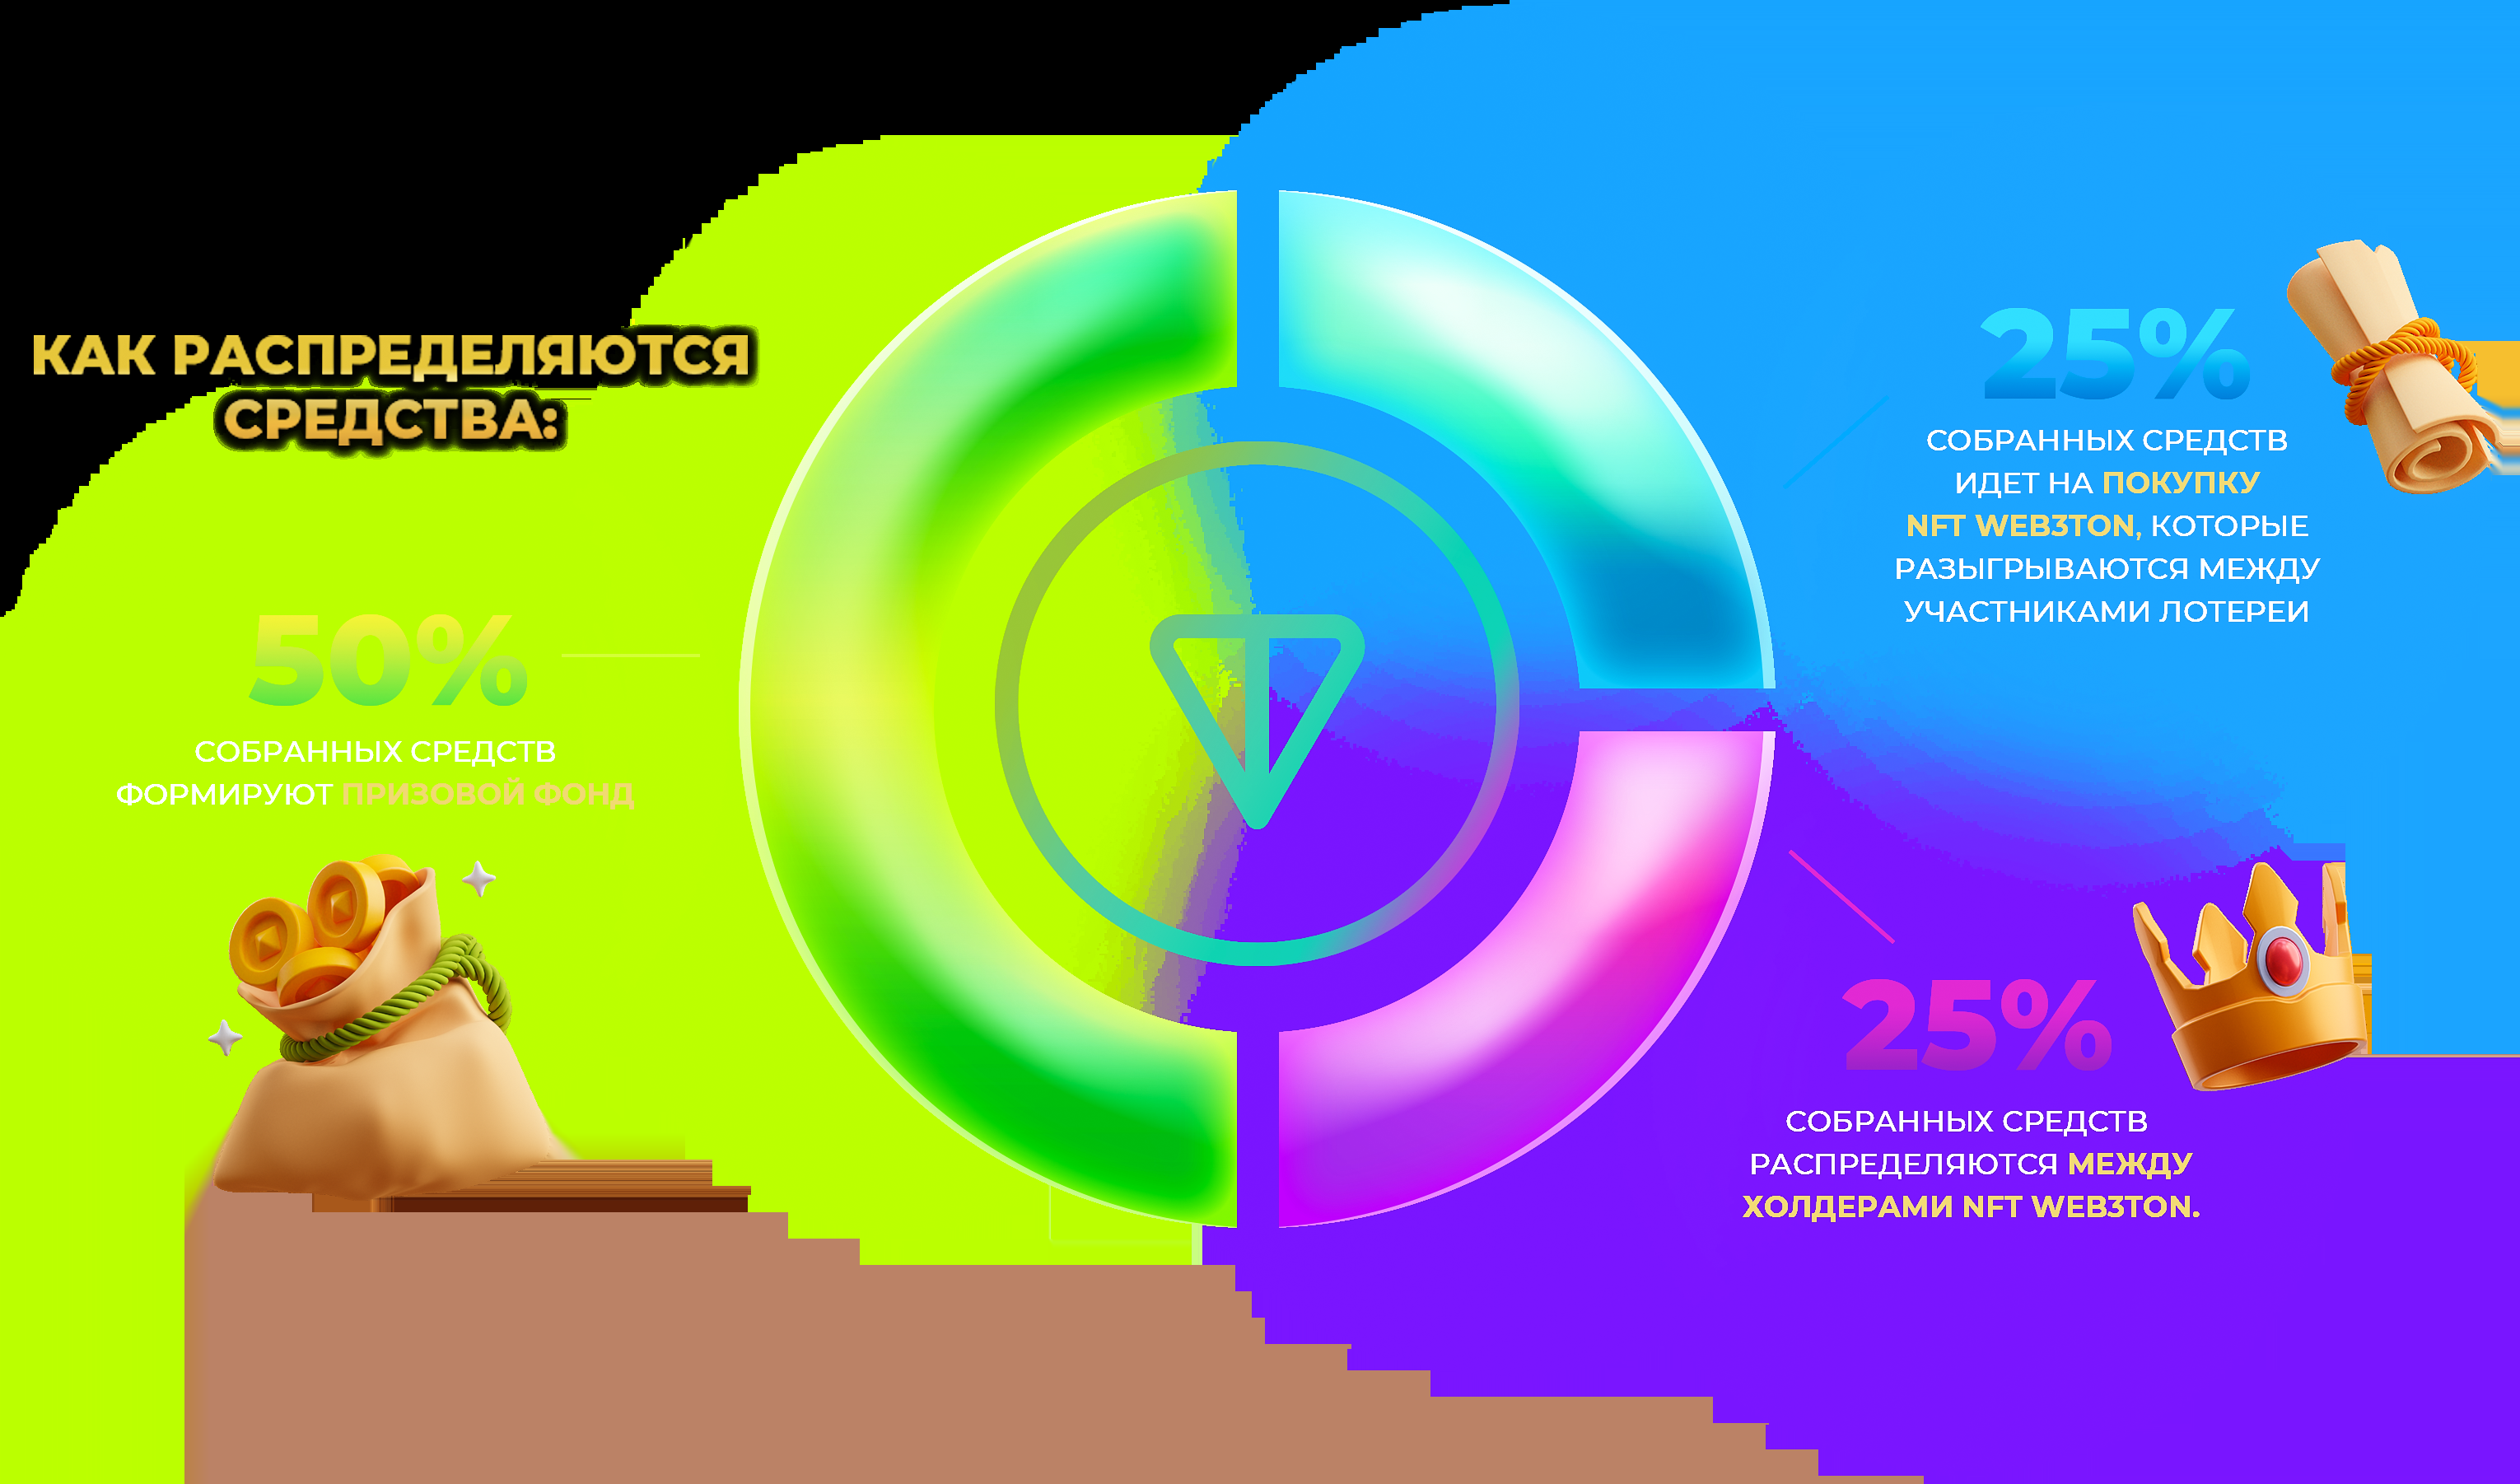 КАК РАСПРЕДЕЛЯЮТСЯ
СРЕДСТВА:
50%
СОБРАННЫХ СРЕДСТВ
ФОРМИРУЮТ ПРИЗОВОЙ ФОНД
25%
СОБРАННЫХ СРЕДСТВ
ИДЕТ НА ПОКУПКУ
NFT WEB3TON, КОТОРЫЕ
РАЗЫГРЫВАЮТСЯ МЕЖДУ
УЧАСТНИКАМИ ЛОТЕРЕИ
25%
СОБРАННЫХ СРЕДСТВ
РАСПРЕДЕЛЯЮТСЯ МЕЖДУ
ХОЛДЕРАМИ NFT WEB3TON.